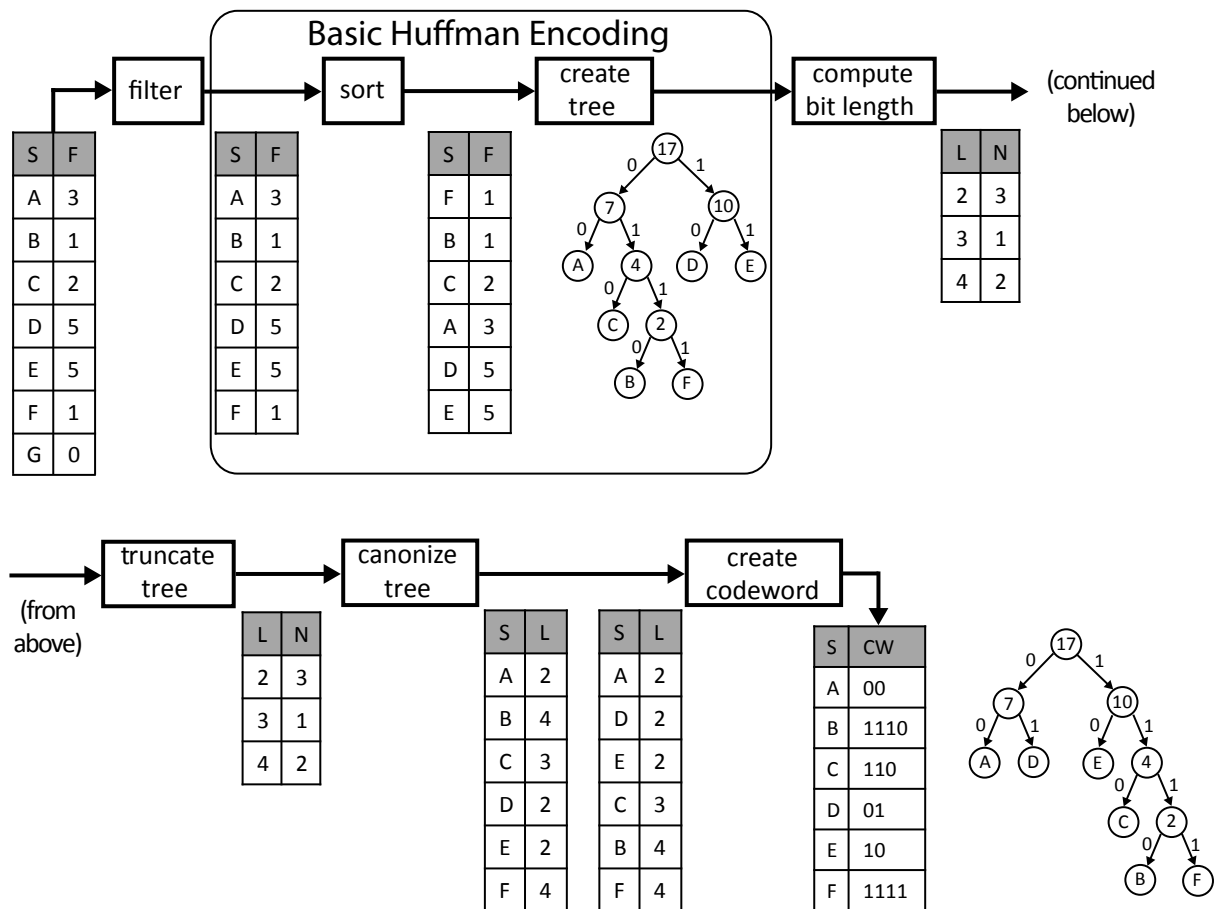 Basic Huffman Encoding
filter
sort
create
tree
compute
bit length
(continued
below)
S F
A 3
B 1
C 2
D 5
E 5
F 1
G 0
S F
A 3
B 1
C 2
D 5
E 5
F 1
S F
F 1
B 1
C 2
A 3
D 5
E 5
17
0 1
7 10
0 1 0 1
A 4 D E
0 1
C 2
0 1
B F
L N
2 3
3 1
4 2
(from
above)
truncate
tree
canonize
tree
create
codeword
L N
2 3
3 1
4 2
S L
A 2
B 4
C 3
D 2
E 2
F 4
S L
A 2
D 2
E 2
C 3
B 4
F 4
S CW
A 00
B 1110
C 110
D 01
E 10
F 1111
17
0 1
7 10
0 1 0 1
A D E 4
0 1
C 2
0 1
B F